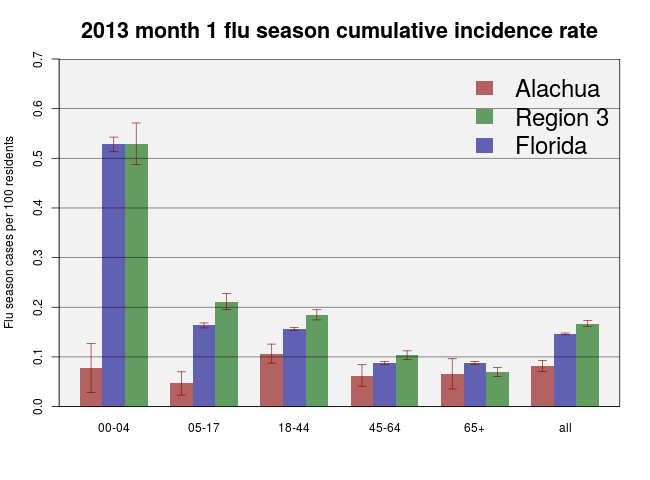 2013 month 1 flu season cumulative incidence rate
Flu season cases per 100 residents
0.7
0.6
0.5
0.4
0.3
0.2
0.1
0.0
Alachua
Region 3
Florida
00-04
05-17
18-44
45-64
65+
all